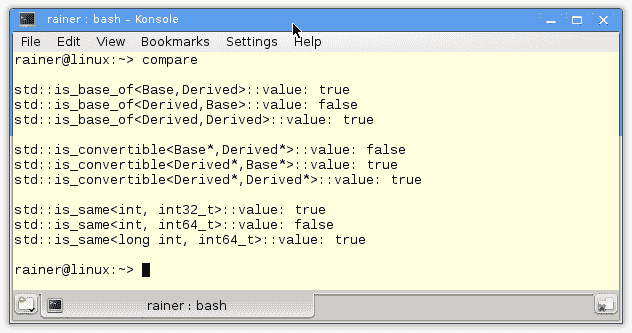 rainer : bash – Konsole
File Edit View Bookmarks Settings Help
rainer@linux:~> compare
std::is_base_of<Base,Derived>::value: true
std::is_base_of<Derived,Base>::value: false
std::is_base_of<Derived,Derived>::value: true
std::is_convertible<Base*,Derived*>::value: false
std::is_convertible<Derived*,Base*>::value: true
std::is_convertible<Derived*,Derived*>::value: true
std::is_same<int, int32_t>::value: true
std::is_same<int, int64_t>::value: false
std::is_same<long int, int64_t>::value: true
rainer@linux:~>
rainer : bash